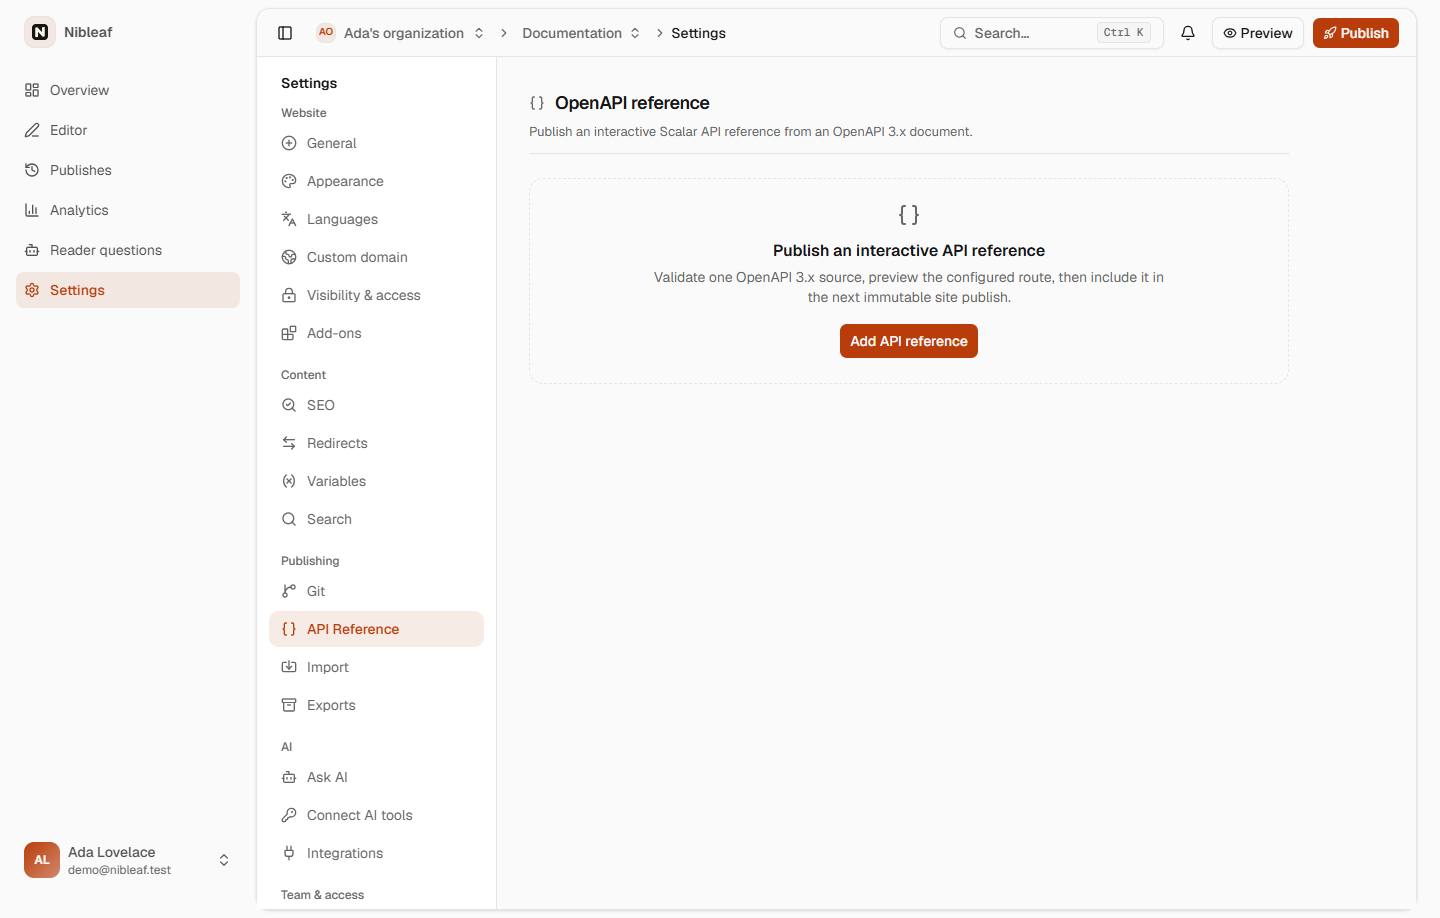 Nibleaf
Overview
Editor
Publishes
Analytics
Reader questions
Settings
AL
Ada Lovelace
demo@nibleaf.test
AO Ada's organization
Documentation
Settings
Search...
Ctrl K
Preview
Publish
Settings
Website
General
Appearance
Languages
Custom domain
Visibility & access
Add-ons
Content
SEO
Redirects
Variables
Search
Publishing
Git
API Reference
Import
Exports
AI
Ask AI
Connect AI tools
Integrations
Team & access
OpenAPI reference
Publish an interactive Scalar API reference from an OpenAPI 3.x document.
Publish an interactive API reference
Validate one OpenAPI 3.x source, preview the configured route, then include it in
the next immutable site publish.
Add API reference